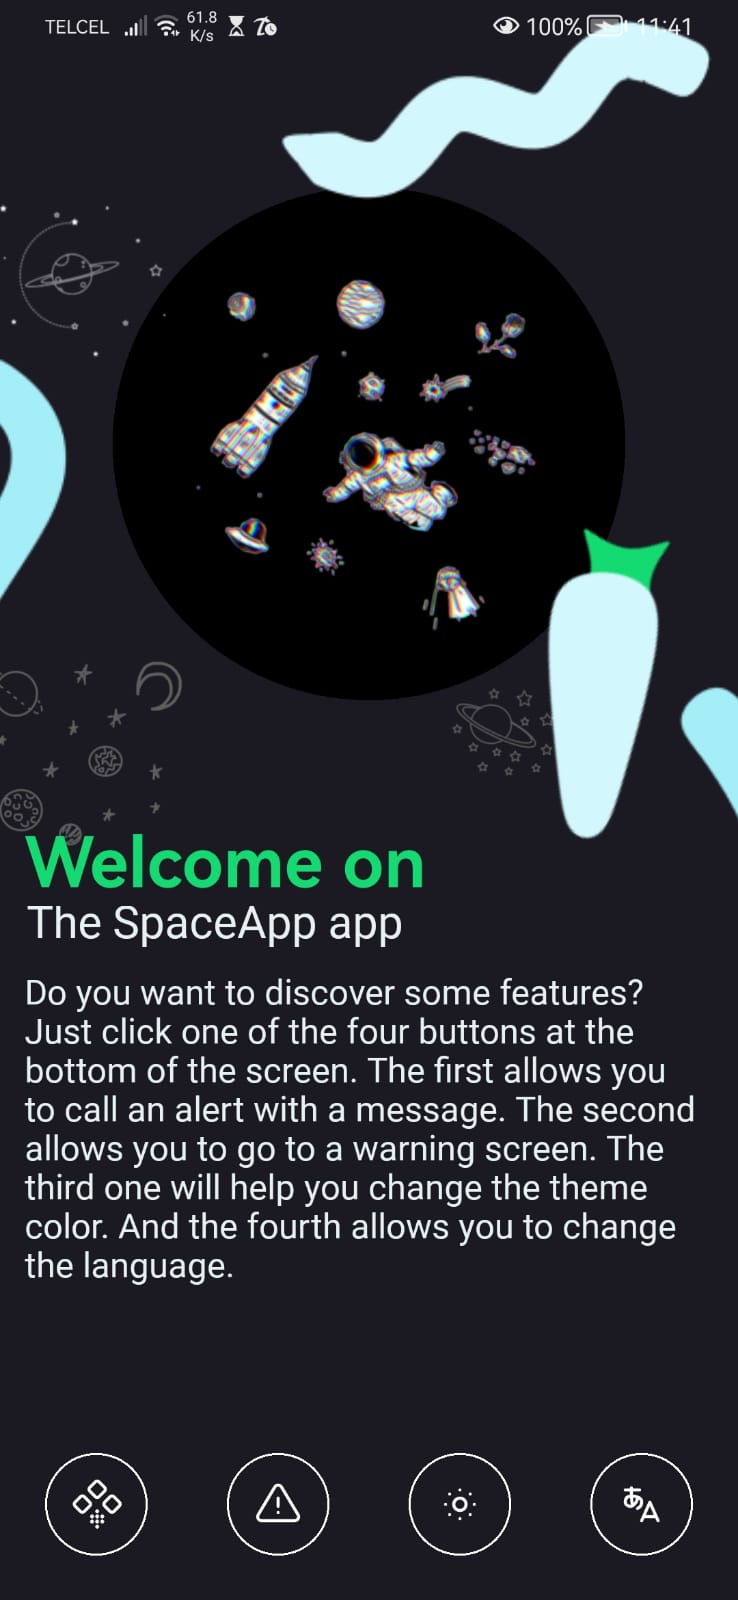 TELCEL
61.8
K/s
100%
11:41
Welcome on
The SpaceApp app
Do you want to discover some features?
Just click one of the four buttons at the
bottom of the screen. The first allows you
to call an alert with a message. The second
allows you to go to a warning screen. The
third one will help you change the theme
color. And the fourth allows you to change
the language.
あA